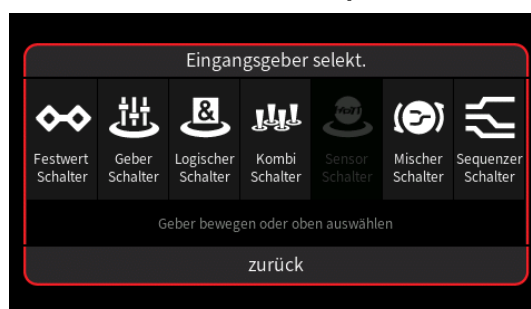 Eingangsgeber selekt.
&
Festwert Geber Logischer Kombi Sensor Mischer Sequenzer
Schalter Schalter Schalter Schalter Schalter Schalter Schalter
Geber bewegen oder oben auswählen
zurück